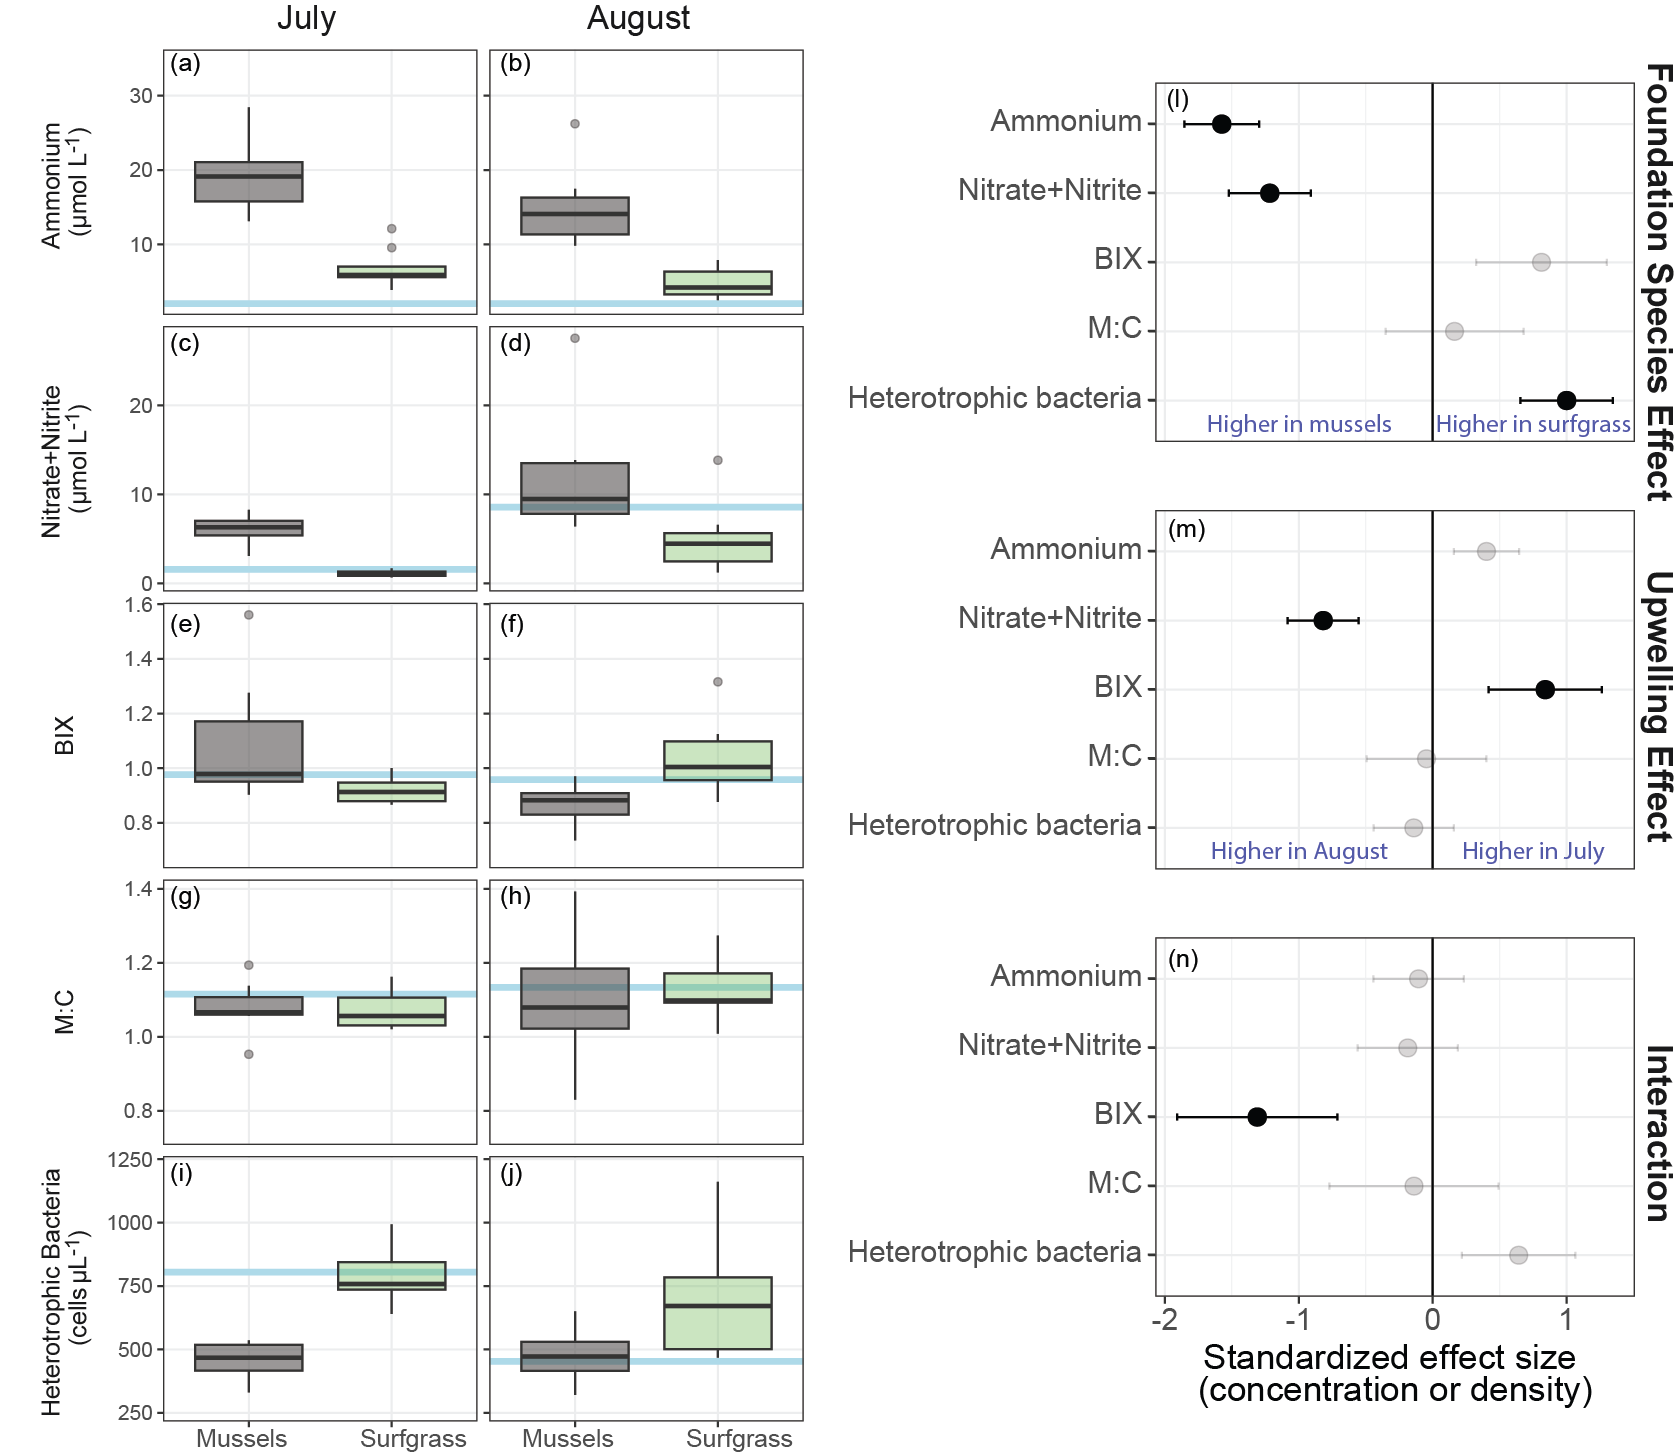 July
August
(a)
(b)
30
20
10
Ammonium
(µmol L-1)
(c)
(d)
20
10
0
Nitrate+Nitrite
(µmol L-1)
(e)
(f)
1.6
1.4
1.2
1.0
0.8
BIX
(g)
(h)
1.4
1.2
1.0
0.8
M:C
(i)
(j)
1250
1000
750
500
250
Heterotrophic Bacteria
(cells µL-1)
Mussels
Surfgrass
Mussels
Surfgrass
(l)
Ammonium
Nitrate+Nitrite
BIX
M:C
Heterotrophic bacteria
Higher in mussels
Higher in surfgrass
Foundation Species Effect
(m)
Ammonium
Nitrate+Nitrite
BIX
M:C
Heterotrophic bacteria
Higher in August
Higher in July
Upwelling Effect
(n)
Ammonium
Nitrate+Nitrite
BIX
M:C
Heterotrophic bacteria
Interaction
-2
-1
0
1
Standardized effect size
(concentration or density)